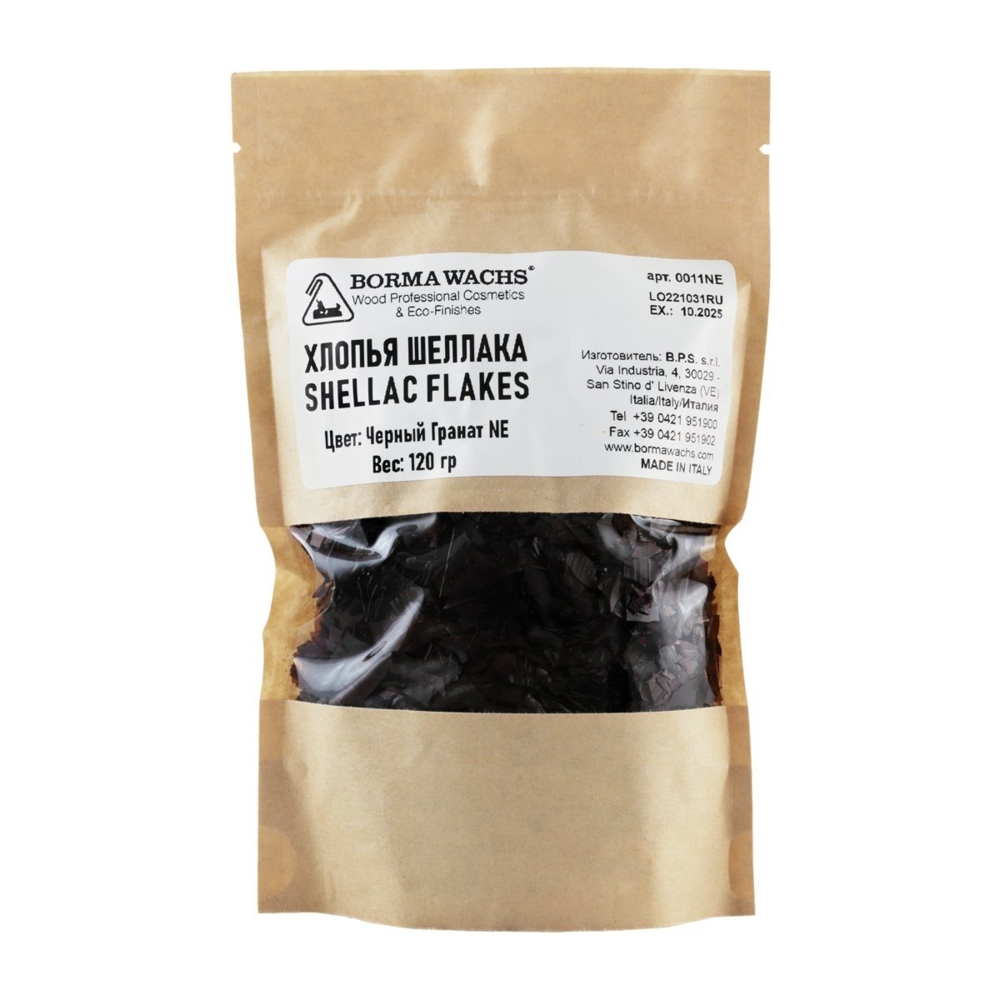 BORMA WACHS®
Wood Professional Cosmetics
& Eco-Finishes
ХЛОПЬЯ ШЕЛЛАКА
SHELLAC FLAKES
Цвет: Черный Гранат NE
Вес: 120 гр
арт. 0011NE
LO221031RU
EX.: 10.2025
Изготовитель: B.P.S. s.r.l.
Via Industria, 4, 30029 -
San Stino d' Livenza (VE)
Italia/Italy/Италия
Tel +39 0421 951900
Fax +39 0421 951902
www.bormawachs.com
MADE IN ITALY